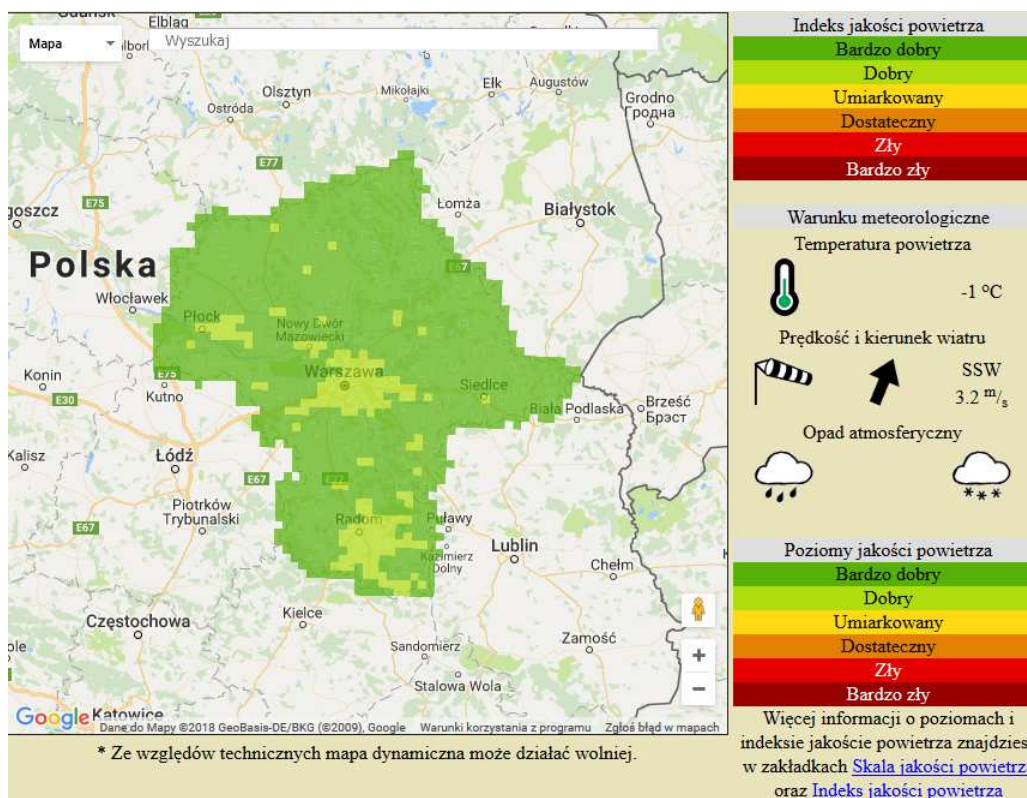 Elbląg
Mapa
Wyszukaj
Olsztyn
Mikołajki
Ełk
Augustów
Ostróda
Grodno
Гродна
E77
E75
Łomża
Białystok
Polska
E67
Włocławek
Płock
Nowy Dwór
Mazowiecki
Konin
E75
Warszawa
Siedlce
E30
Kutno
Biała Podlaska
Brześć
Брэст
Kalisz
Łódź
E77
Piotrków
Trybunalski
E67
Radom
Puławy
Lublin
Kazimierz
Dolny
Chełm
Kielce
Częstochowa
Zamość
Sandomierz
Stalowa Wola
Google
Katowice
Dane do Mapy ©2018 GeoBasis-DE/BKG (©2009), Google
Warunki korzystania z programu
Zgłoś błąd w mapach
* Ze względów technicznych mapa dynamiczna może działać wolniej.
Indeks jakości powietrza
Bardzo dobry
Dobry
Umiarkowany
Dostateczny
Zły
Bardzo zły
Warunku meteorologiczne
Temperatura powietrza
-1 °C
Prędkość i kierunek wiatru
SSW
3.2 m/s
Opad atmosferyczny
Poziomy jakości powietrza
Bardzo dobry
Dobry
Umiarkowany
Dostateczny
Zły
Bardzo zły
Więcej informacji o poziomach i
indeksie jakoście powietrza znajdzies
w zakładkach Skala jakości powietrz
oraz Indeks jakości powietrza